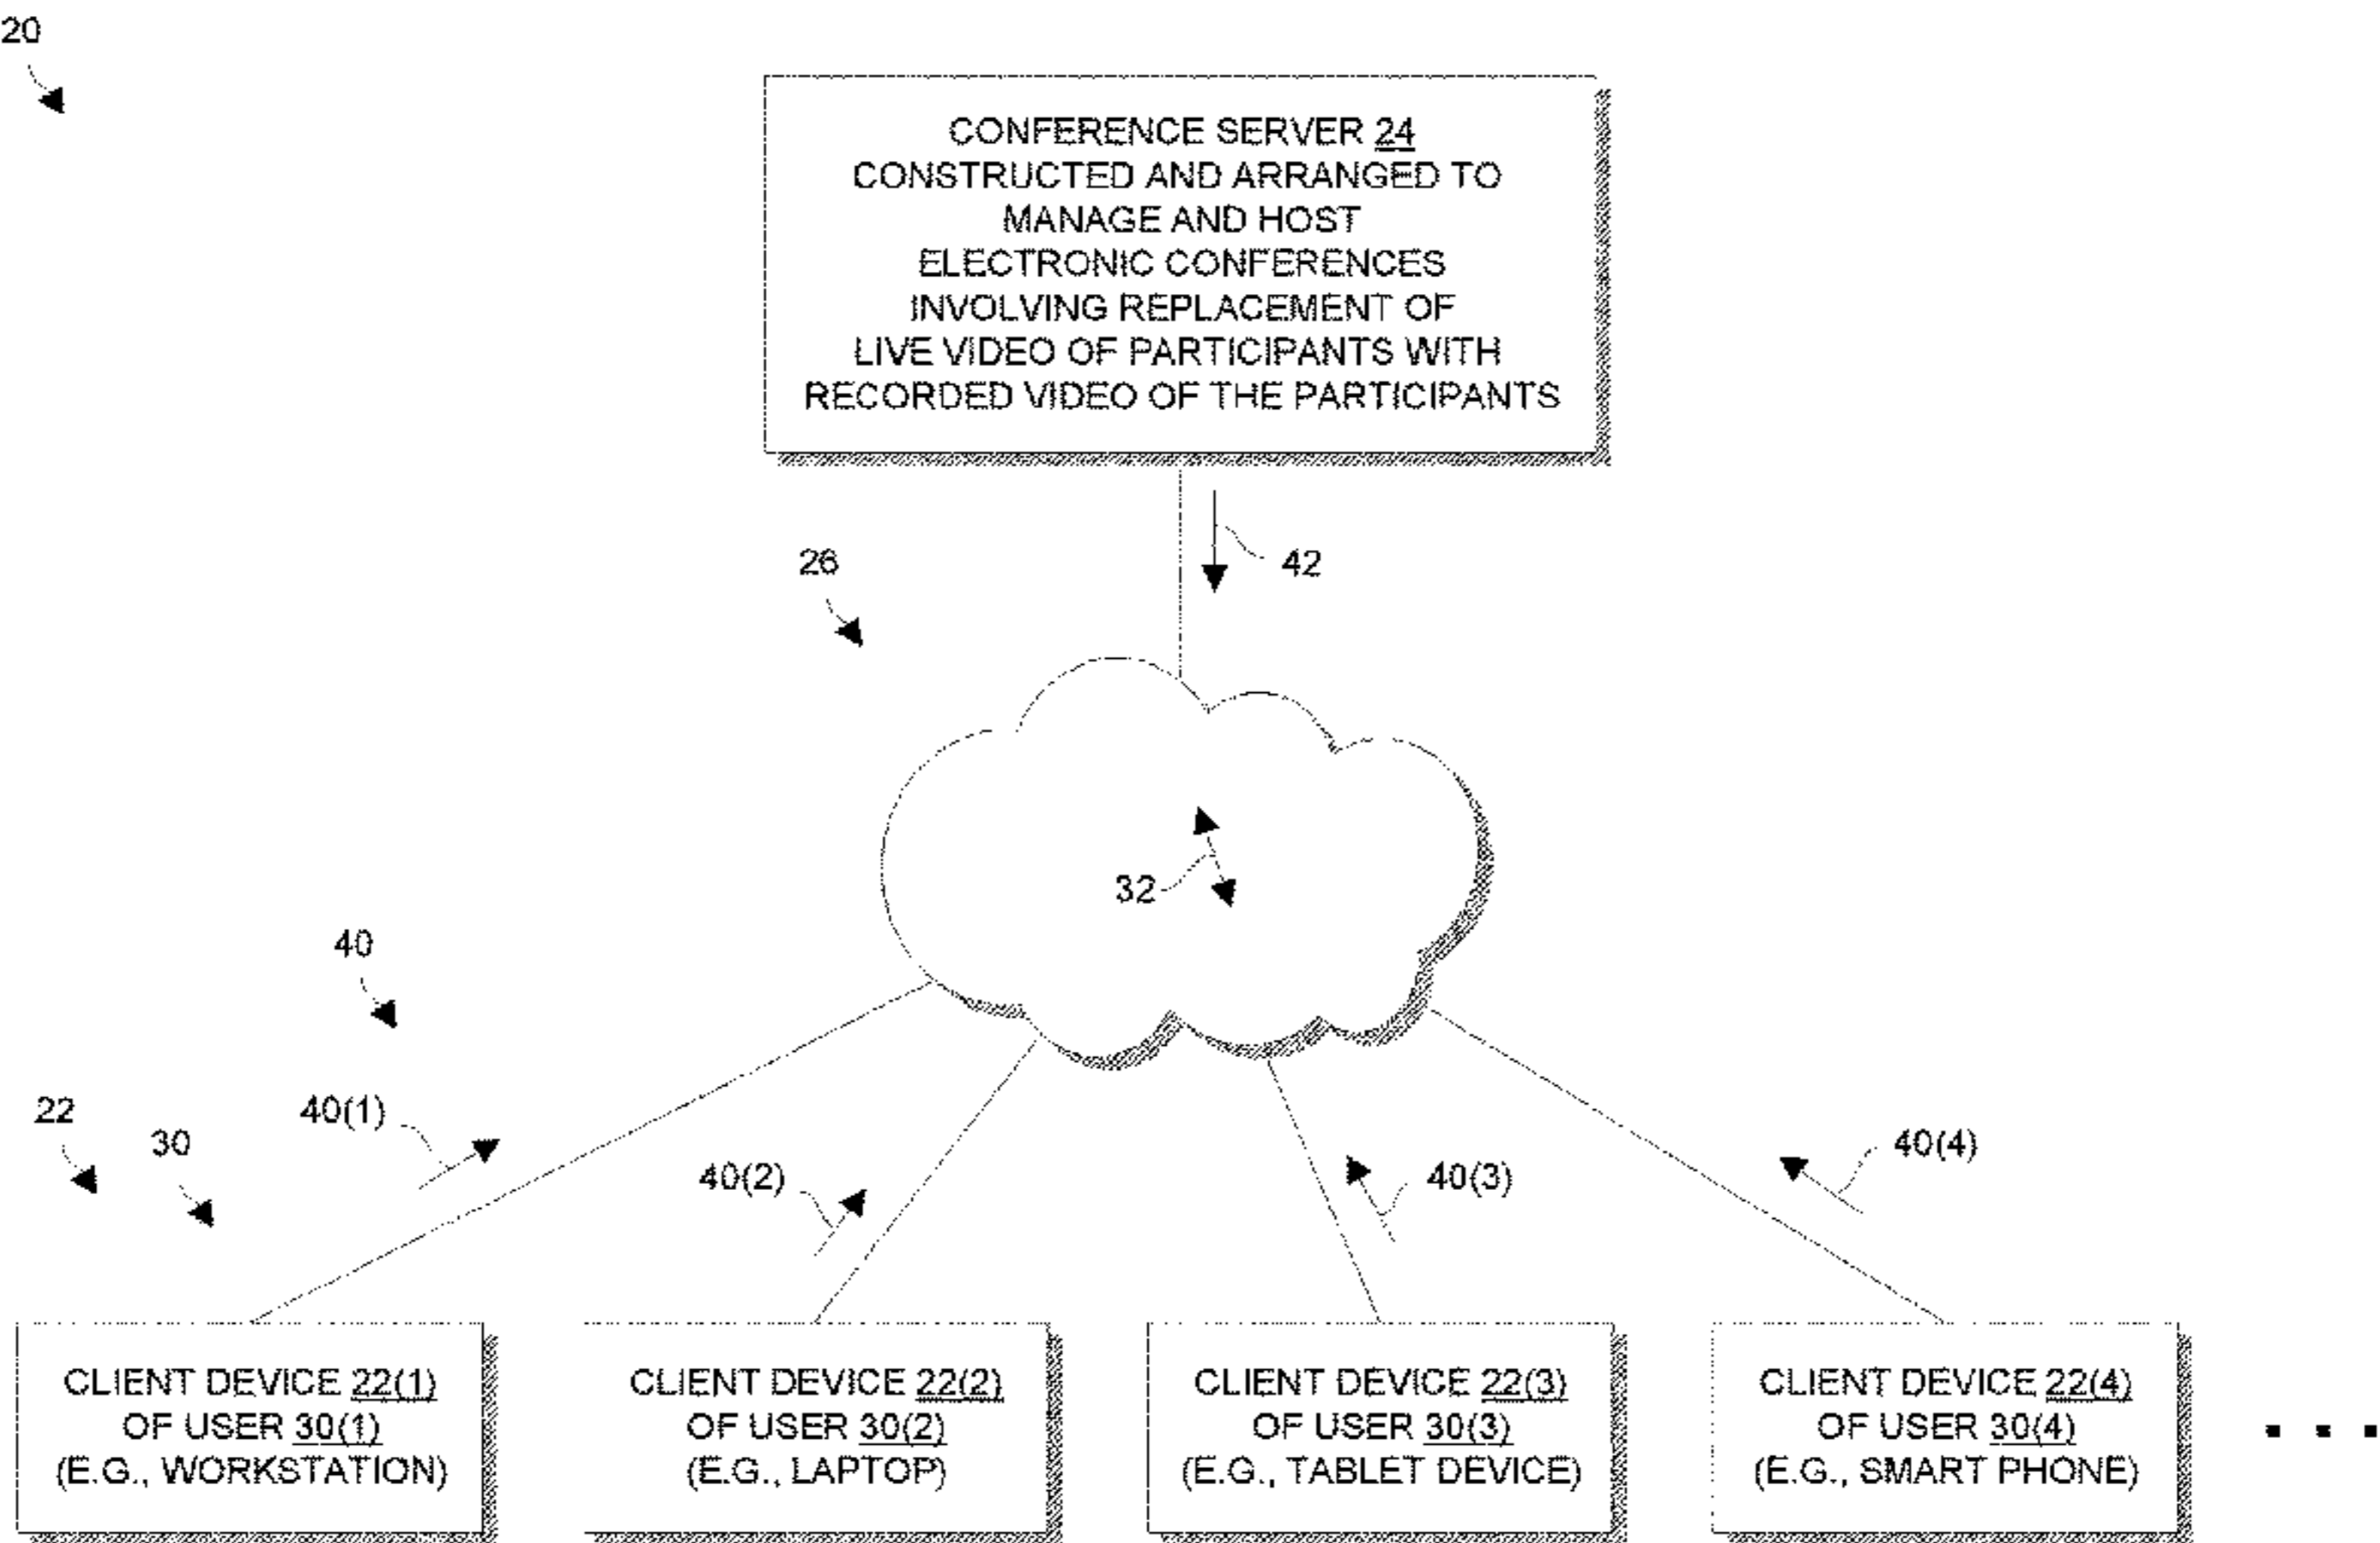 20
CONFERENCE SERVER 24
CONSTRUCTED AND ARRANGED TO
MANAGE AND HOST
ELECTRONIC CONFERENCES
INVOLVING REPLACEMENT OF
LIVE VIDEO OF PARTICIPANTS WITH
RECORDED VIDEO OF THE PARTICIPANTS
26
42
32
40
22
30
40(1)
40(2)
40(3)
40(4)
CLIENT DEVICE 22(1)
OF USER 30(1)
(E.G., WORKSTATION)
CLIENT DEVICE 22(2)
OF USER 30(2)
(E.G., LAPTOP)
CLIENT DEVICE 22(3)
OF USER 30(3)
(E.G., TABLET DEVICE)
CLIENT DEVICE 22(4)
OF USER 30(4)
(E.G., SMART PHONE)
. . .